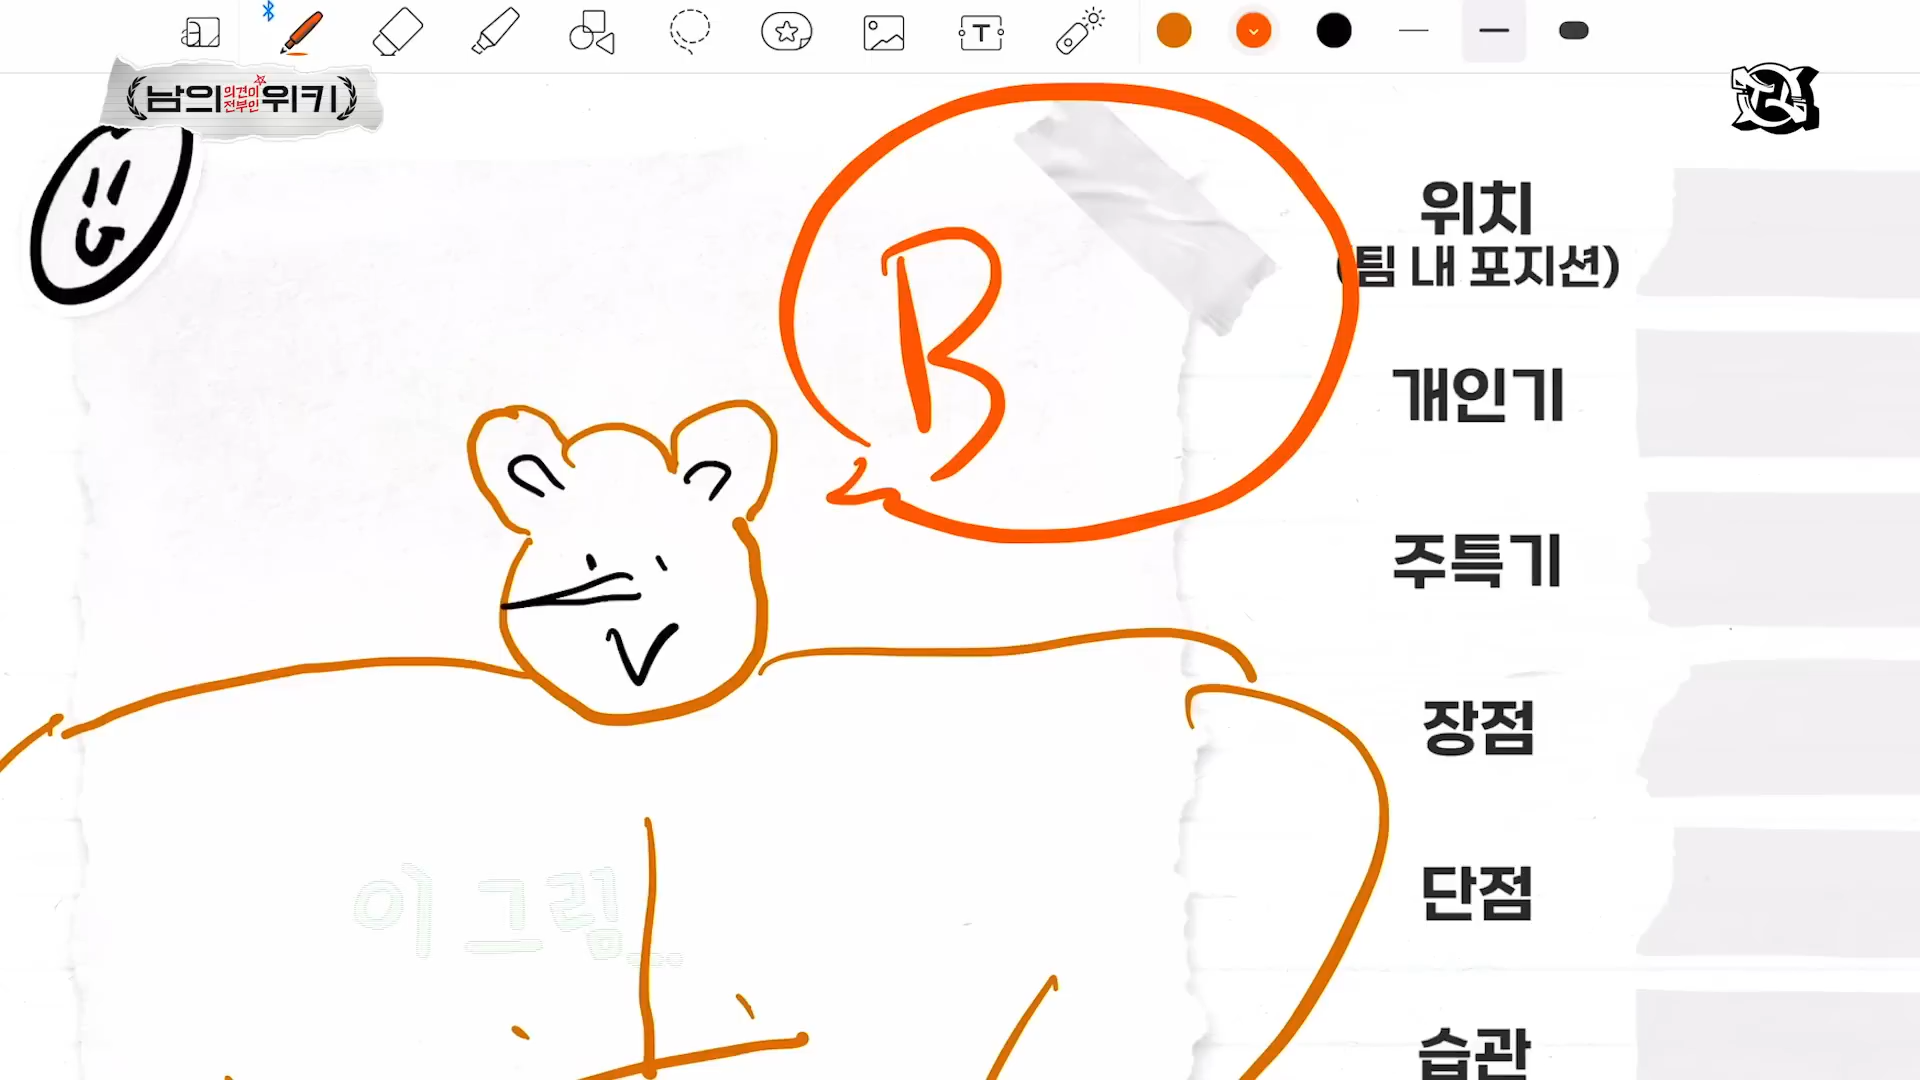 남의 의견이 전부인 위키
B
위치
(팀 내 포지션)
개인기
주특기
장점
단점
이 그림...
습관